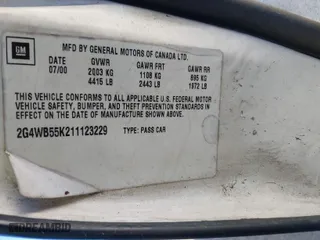 GM
MFD BY GENERAL MOTORS OF CANADA LTD.
DATE GVWR GAWR FRT GAWR RR
07/00 2003 KG 1108 KG 895 KG
4415 LB 2443 LB 1972 LB
THIS VEHICLE CONFORMS TO ALL APPLICABLE U.S. FEDERAL MOTOR
VEHICLE SAFETY, BUMPER, AND THEFT PREVENTION STANDARDS IN
EFFECT ON THE DATE OF MANUFACTURE SHOWN ABOVE.
2G4WB55K211123229 TYPE: PASS CAR